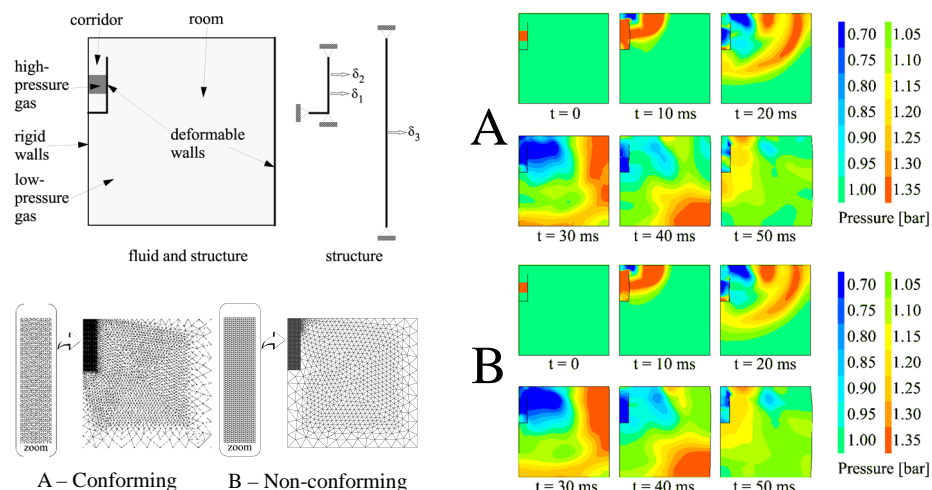 corridor
room
high-
pressure
gas
rigid
walls
low-
pressure
gas
deformable
walls
δ2
δ1
δ3
fluid and structure
structure
A
B
zoom
zoom
A – Conforming
B – Non-conforming
A
t = 0
t = 10 ms
t = 20 ms
t = 30 ms
t = 40 ms
t = 50 ms
0.70 1.05
0.75 1.10
0.80 1.15
0.85 1.20
0.90 1.25
0.95 1.30
1.00 1.35
Pressure [bar]
B
t = 0
t = 10 ms
t = 20 ms
t = 30 ms
t = 40 ms
t = 50 ms
0.70 1.05
0.75 1.10
0.80 1.15
0.85 1.20
0.90 1.25
0.95 1.30
1.00 1.35
Pressure [bar]